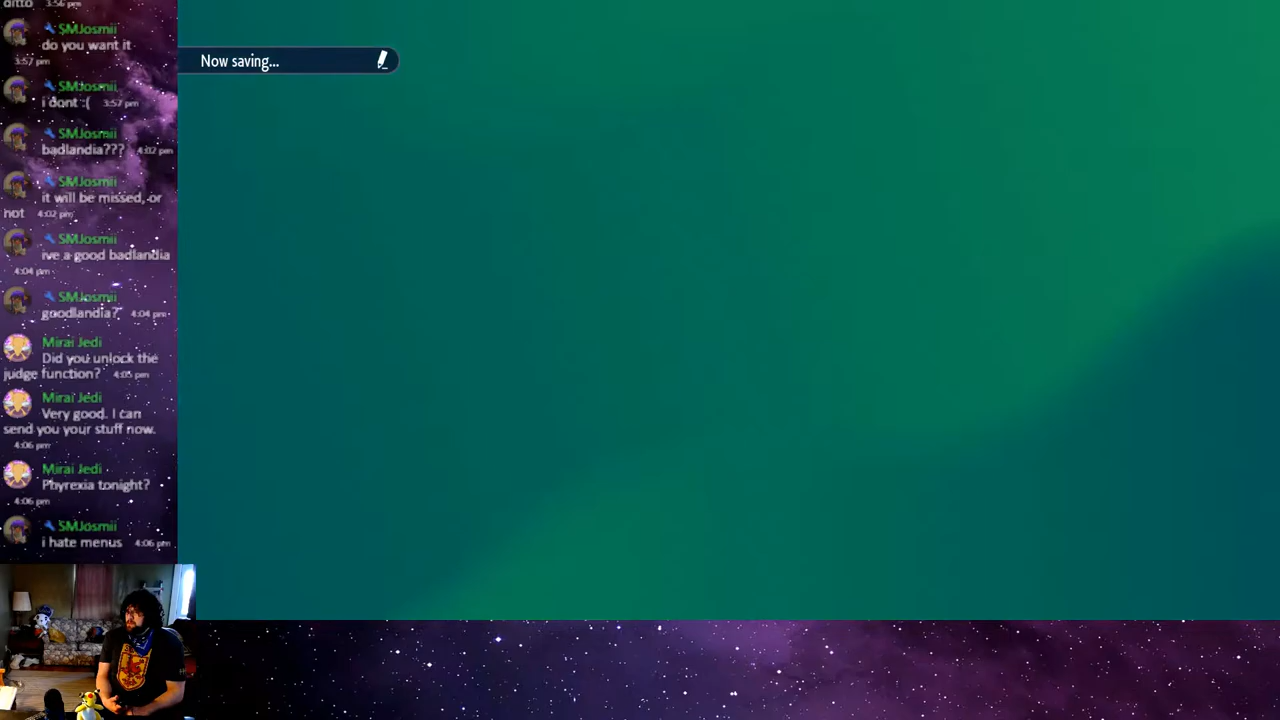 ditto 3:56 pm
SMJosmii
do you want it
3:57 pm
SMJosmii
i dont :( 3:57 pm
SMJosmii
badlandia??? 4:02 pm
SMJosmii
it will be missed, or
not 4:02 pm
SMJosmii
ive a good badlandia
4:04 pm
SMJosmii
goodlandia? 4:04 pm
Mirai Jedi
Did you unlock the
judge function? 4:05 pm
Mirai Jedi
Very good. I can
send you your stuff now.
4:06 pm
Mirai Jedi
Phyrexia tonight?
4:06 pm
SMJosmii
i hate menus 4:06 pm
Now saving...